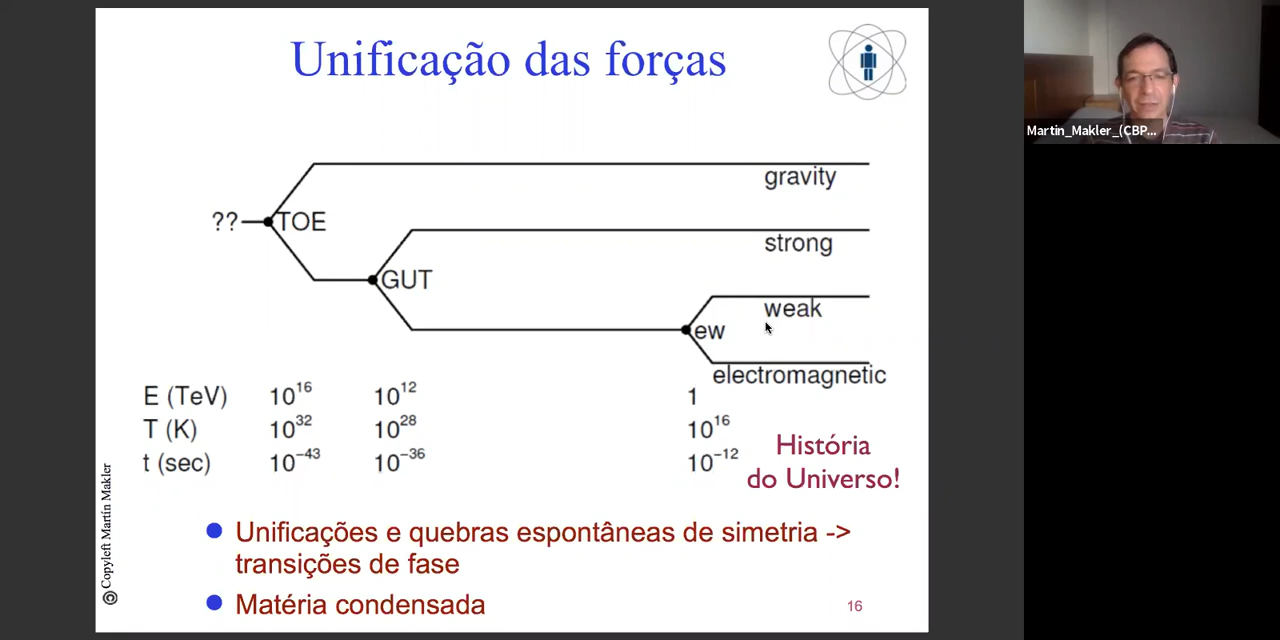 Unificação das forças
Martin_Makler_(CBP...
gravity
?? TOE
strong
GUT
weak
ew
electromagnetic
E (TeV) 10^16 10^12 1
T (K) 10^32 10^28 10^16
t (sec) 10^−43 10^−36 10^−12
História
do Universo!
Unificações e quebras espontâneas de simetria ->
transições de fase
Matéria condensada
16
Copyleft Martín Makler